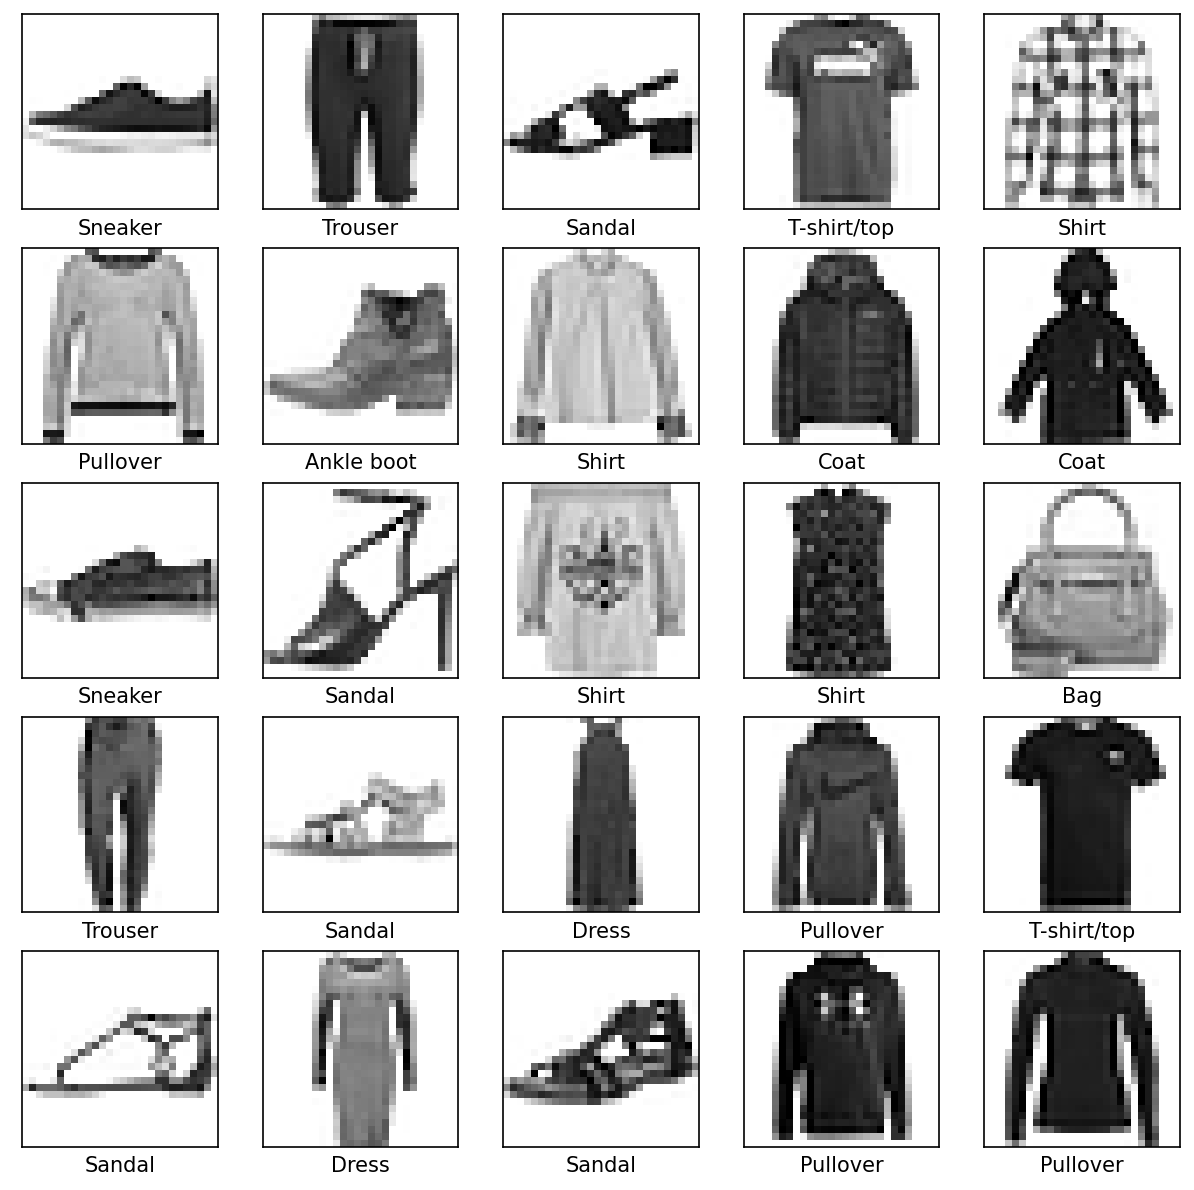 Sneaker Trouser Sandal T-shirt/top Shirt
Pullover Ankle boot Shirt Coat Coat
Sneaker Sandal Shirt Shirt Bag
Trouser Sandal Dress Pullover T-shirt/top
Sandal Dress Sandal Pullover Pullover